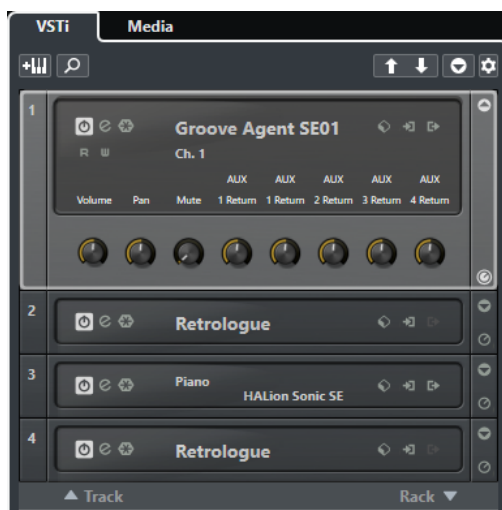 VSTi Media
1
Groove Agent SE01
R W
Ch. 1
AUX AUX AUX AUX AUX
Volume Pan Mute 1 Return 1 Return 2 Return 3 Return 4 Return
2
Retrologue
3
Piano
HALion Sonic SE
4
Retrologue
Track Rack